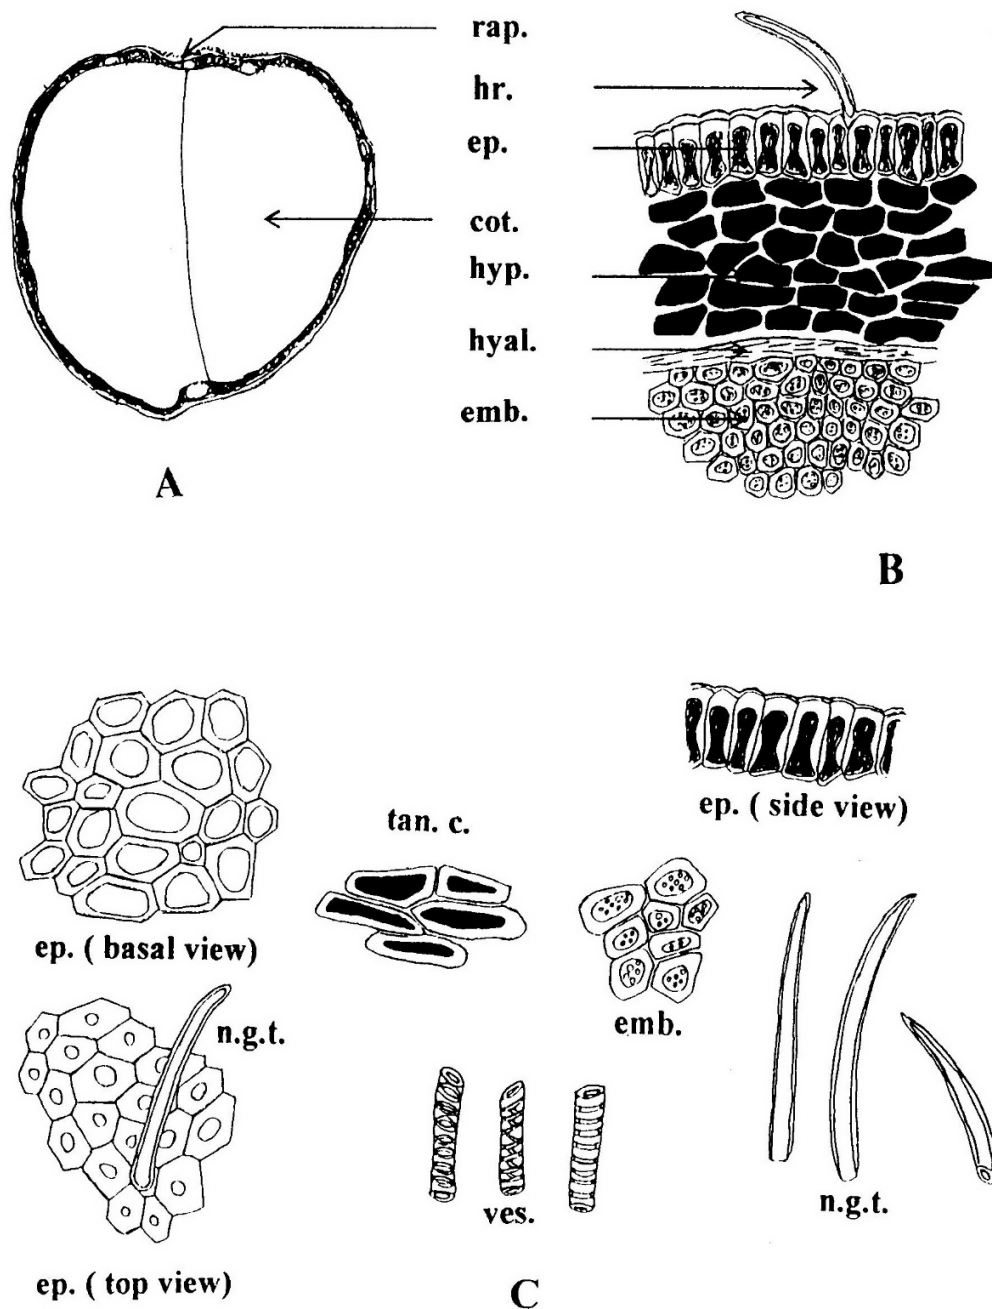 rap.
hr.
ep.
cot.
hyp.
hyal.
emb.
A
B
ep. ( side view)
tan. c.
ep. ( basal view)
emb.
n.g.t.
ves.
n.g.t.
ep. ( top view)
C